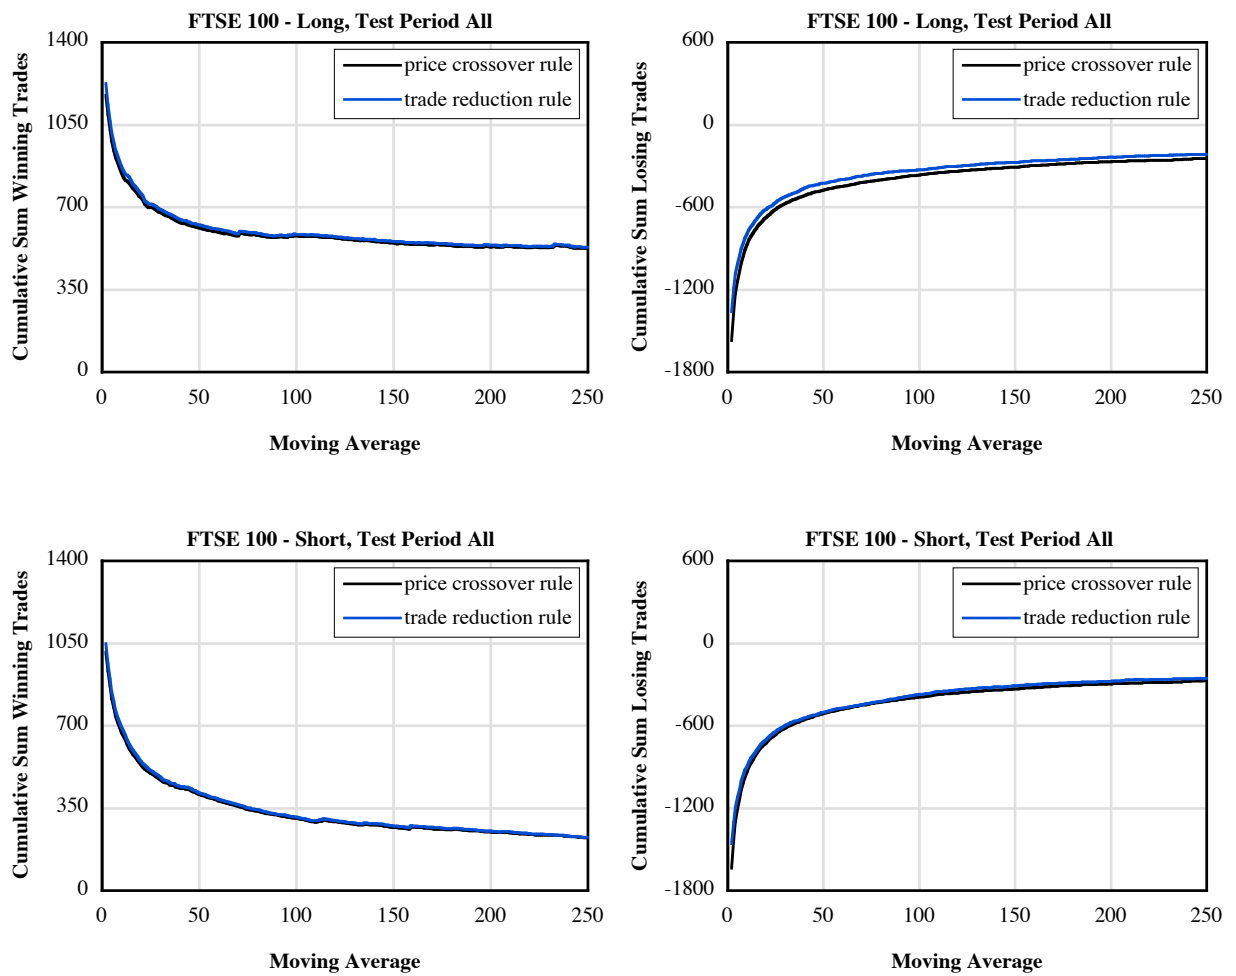 FTSE 100 - Long, Test Period All
1400
1050
700
350
0
Cumulative Sum Winning Trades
price crossover rule
trade reduction rule
0 50 100 150 200 250
Moving Average
FTSE 100 - Long, Test Period All
600
0
-600
-1200
-1800
Cumulative Sum Losing Trades
price crossover rule
trade reduction rule
0 50 100 150 200 250
Moving Average
FTSE 100 - Short, Test Period All
1400
1050
700
350
0
Cumulative Sum Winning Trades
price crossover rule
trade reduction rule
0 50 100 150 200 250
Moving Average
FTSE 100 - Short, Test Period All
600
0
-600
-1200
-1800
Cumulative Sum Losing Trades
price crossover rule
trade reduction rule
0 50 100 150 200 250
Moving Average